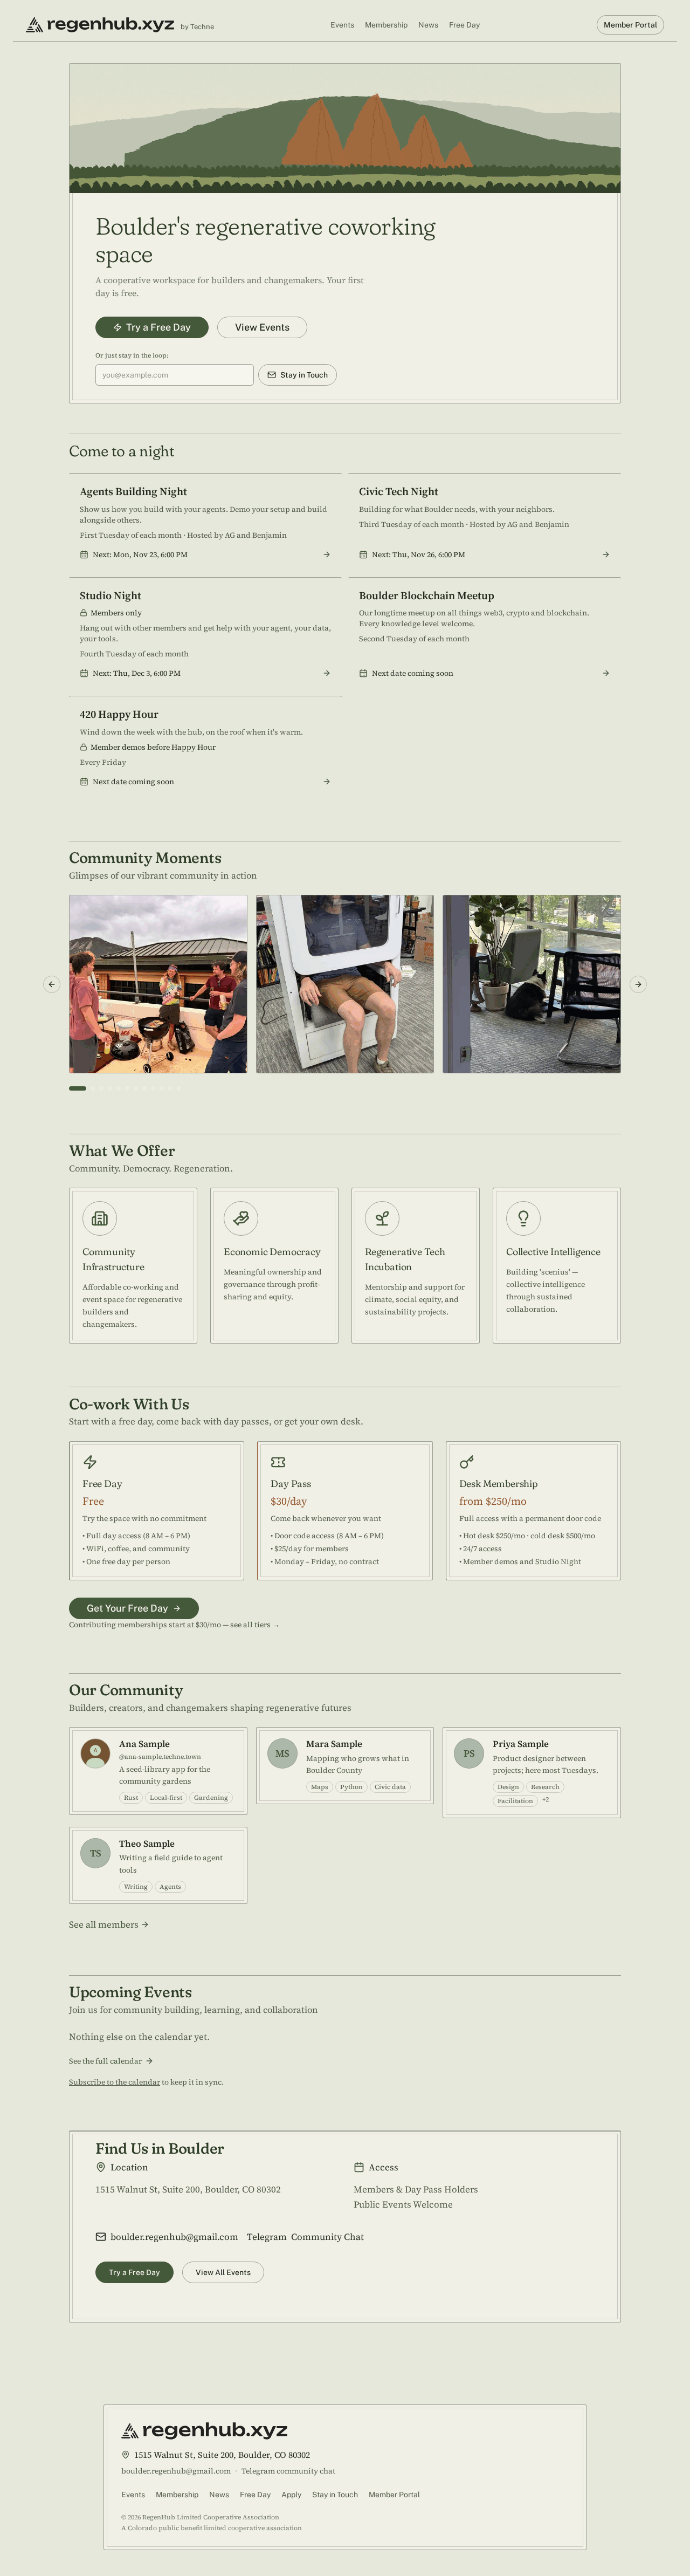 regenhub.xyz by Techne
Events Membership News Free Day
Member Portal
Boulder's regenerative coworking
space
A cooperative workspace for builders and changemakers. Your first
day is free.
Try a Free Day
View Events
Or just stay in the loop:
you@example.com
Stay in Touch
Come to a night
Agents Building Night
Show us how you build with your agents. Demo your setup and build
alongside others.
First Tuesday of each month · Hosted by AG and Benjamin
Next: Mon, Nov 23, 6:00 PM
Civic Tech Night
Building for what Boulder needs, with your neighbors.
Third Tuesday of each month · Hosted by AG and Benjamin
Next: Thu, Nov 26, 6:00 PM
Studio Night
Members only
Hang out with other members and get help with your agent, your data,
your tools.
Fourth Tuesday of each month
Next: Thu, Dec 3, 6:00 PM
Boulder Blockchain Meetup
Our longtime meetup on all things web3, crypto and blockchain.
Every knowledge level welcome.
Second Tuesday of each month
Next date coming soon
420 Happy Hour
Wind down the week with the hub, on the roof when it's warm.
Member demos before Happy Hour
Every Friday
Next date coming soon
Community Moments
Glimpses of our vibrant community in action
What We Offer
Community. Democracy. Regeneration.
Community
Infrastructure
Affordable co-working and
event space for regenerative
builders and
changemakers.
Economic Democracy
Meaningful ownership and
governance through profit-
sharing and equity.
Regenerative Tech
Incubation
Mentorship and support for
climate, social equity, and
sustainability projects.
Collective Intelligence
Building 'scenius' —
collective intelligence
through sustained
collaboration.
Co-work With Us
Start with a free day, come back with day passes, or get your own desk.
Free Day
Free
Try the space with no commitment
• Full day access (8 AM – 6 PM)
• WiFi, coffee, and community
• One free day per person
Day Pass
$30/day
Come back whenever you want
• Door code access (8 AM – 6 PM)
• $25/day for members
• Monday – Friday, no contract
Desk Membership
from $250/mo
Full access with a permanent door code
• Hot desk $250/mo · cold desk $500/mo
• 24/7 access
• Member demos and Studio Night
Get Your Free Day →
Contributing memberships start at $30/mo — see all tiers →
Our Community
Builders, creators, and changemakers shaping regenerative futures
A
Ana Sample
@ana-sample.techne.town
A seed-library app for the
community gardens
Rust Local-first Gardening
MS
Mara Sample
Mapping who grows what in
Boulder County
Maps Python Civic data
PS
Priya Sample
Product designer between
projects; here most Tuesdays.
Design Research
Facilitation +2
TS
Theo Sample
Writing a field guide to agent
tools
Writing Agents
See all members →
Upcoming Events
Join us for community building, learning, and collaboration
Nothing else on the calendar yet.
See the full calendar →
Subscribe to the calendar to keep it in sync.
Find Us in Boulder
Location
1515 Walnut St, Suite 200, Boulder, CO 80302
Access
Members & Day Pass Holders
Public Events Welcome
boulder.regenhub@gmail.com Telegram Community Chat
Try a Free Day
View All Events
regenhub.xyz
1515 Walnut St, Suite 200, Boulder, CO 80302
boulder.regenhub@gmail.com · Telegram community chat
Events Membership News Free Day Apply Stay in Touch Member Portal
© 2026 RegenHub Limited Cooperative Association
A Colorado public benefit limited cooperative association